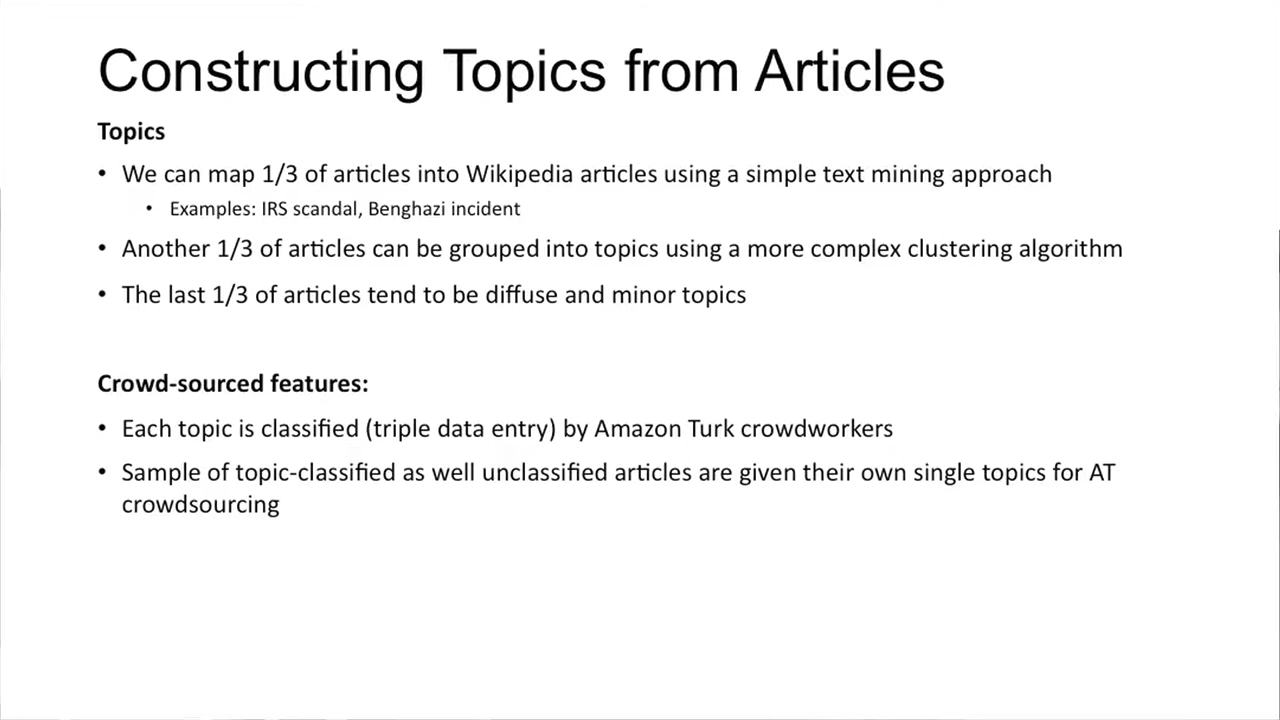 Constructing Topics from Articles
Topics
• We can map 1/3 of articles into Wikipedia articles using a simple text mining approach
• Examples: IRS scandal, Benghazi incident
• Another 1/3 of articles can be grouped into topics using a more complex clustering algorithm
• The last 1/3 of articles tend to be diffuse and minor topics
Crowd-sourced features:
• Each topic is classified (triple data entry) by Amazon Turk crowdworkers
• Sample of topic-classified as well unclassified articles are given their own single topics for AT
crowdsourcing